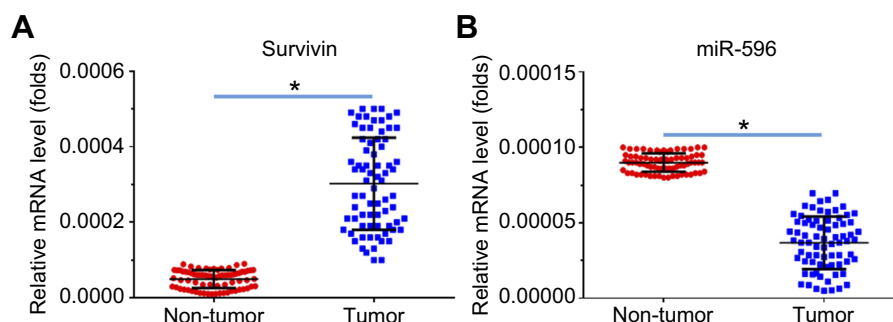 A
Survivin
Relative mRNA level (folds)
0.0006
0.0004
0.0002
0.0000
*
Non-tumor Tumor
B
miR-596
Relative mRNA level (folds)
0.00015
0.00010
0.00005
0.00000
*
Non-tumor Tumor